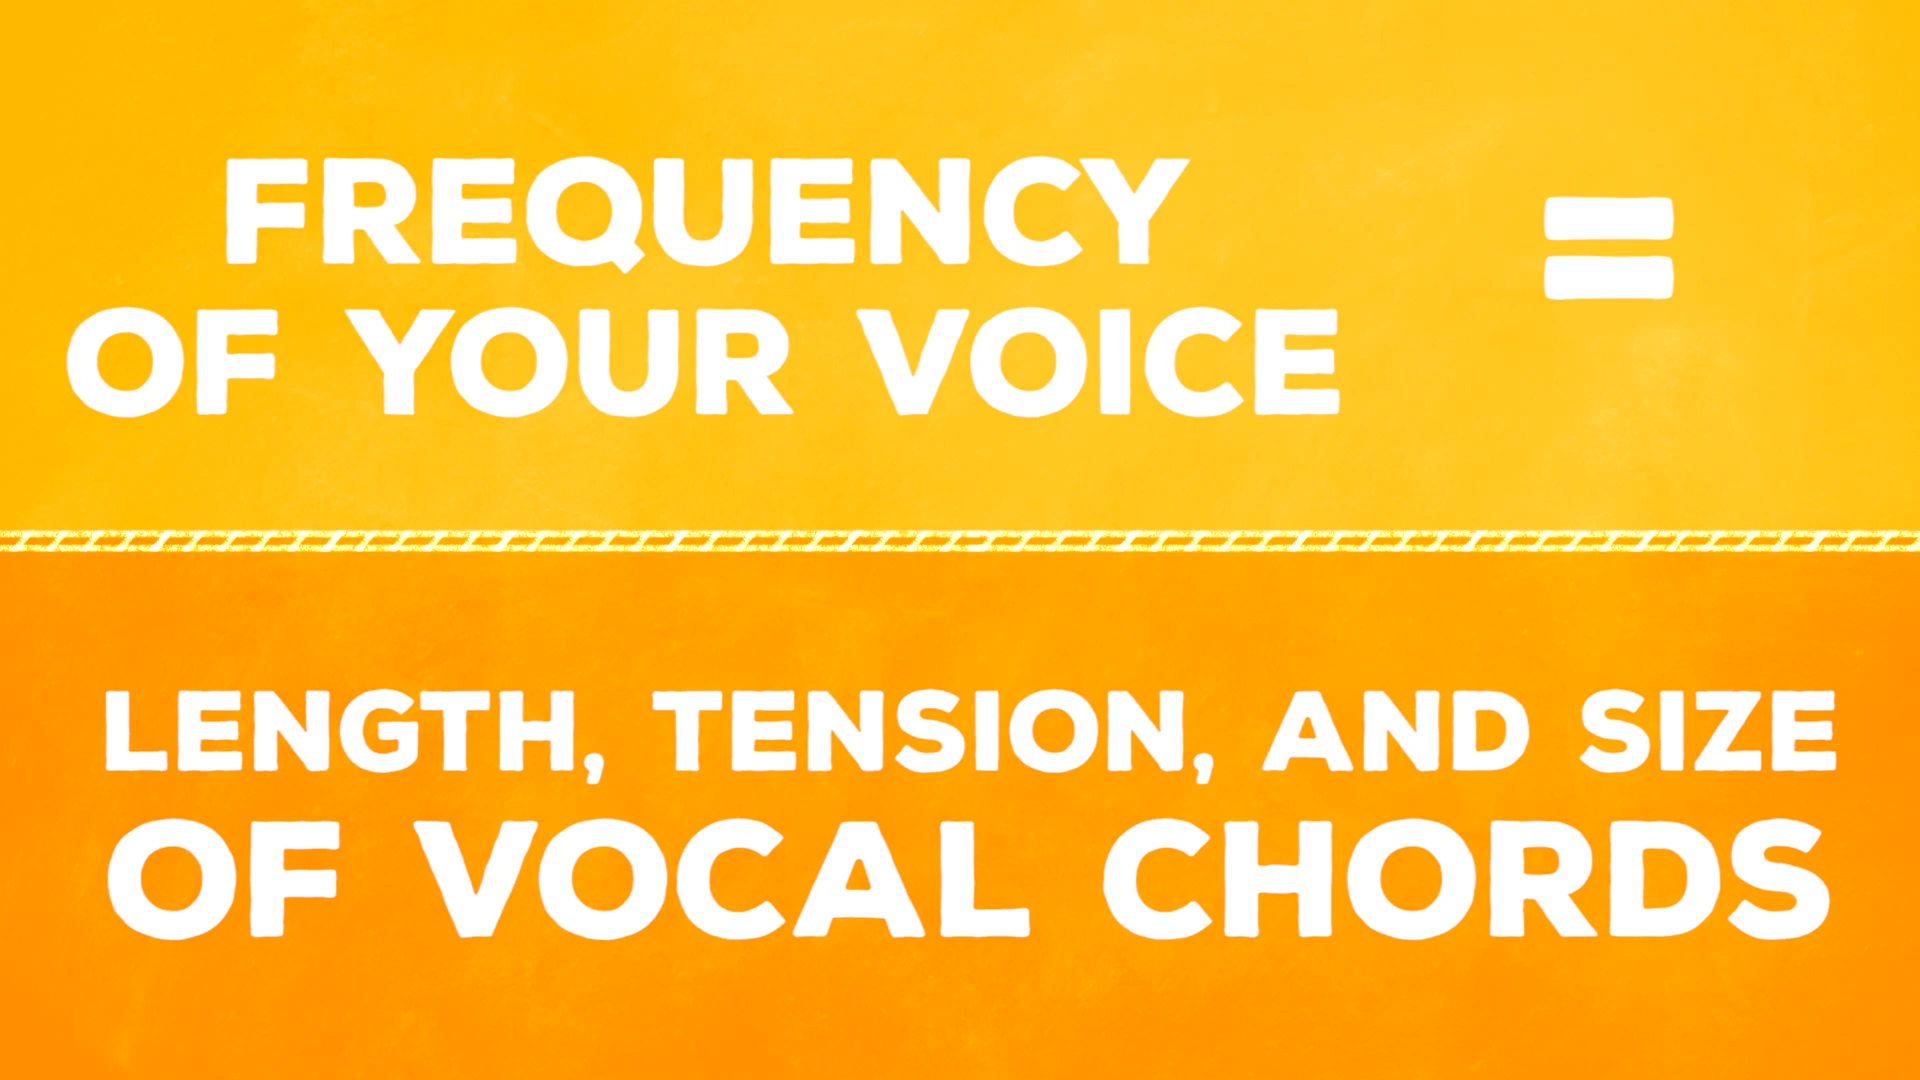 FREQUENCY
OF YOUR VOICE =
LENGTH, TENSION, AND SIZE
OF VOCAL CHORDS